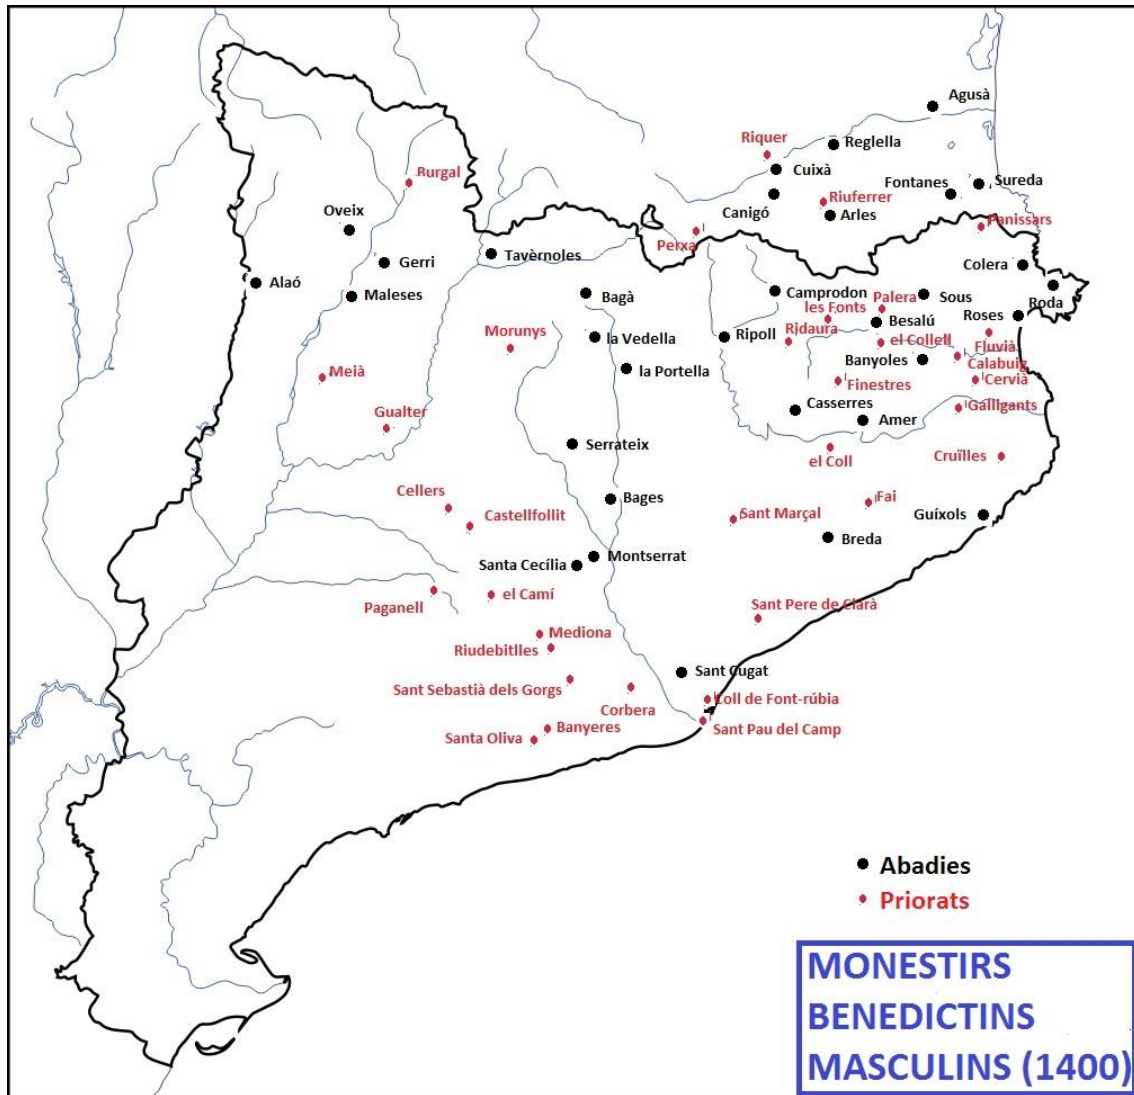 Agusà
Riquer
Reglella
Cuixà
Burgal
Fontanes
Sureda
Riuferrer
Oveix
Canigó
Arles
Panissars
Perxa
Tavèrnoles
Gerri
Colera
Alaó
Maleses
Bagà
Camprodon
Palera
Sous
Roda
les Fonts
Roses
Besalú
Morunys
Ripoll
Ridaura
la Vedella
el Collell
Fluvià
Banyoles
Calabuig
Meià
la Portella
Finestres
Cervià
Casserres
Galligants
Gualter
Amer
Serrateix
el Coll
Cruïlles
Cellers
Bages
Fai
Castellfollit
Sant Marçal
Guíxols
Breda
Montserrat
Santa Cecília
el Camí
Paganell
Sant Pere de Clarà
Mediona
Riudebitlles
Sant Cugat
Sant Sebastià dels Gorgs
Coll de Font-rúbia
Corbera
Banyeres
Sant Pau del Camp
Santa Oliva
Abadies
Priorats
MONESTIRS
BENEDICTINS
MASCULINS (1400)